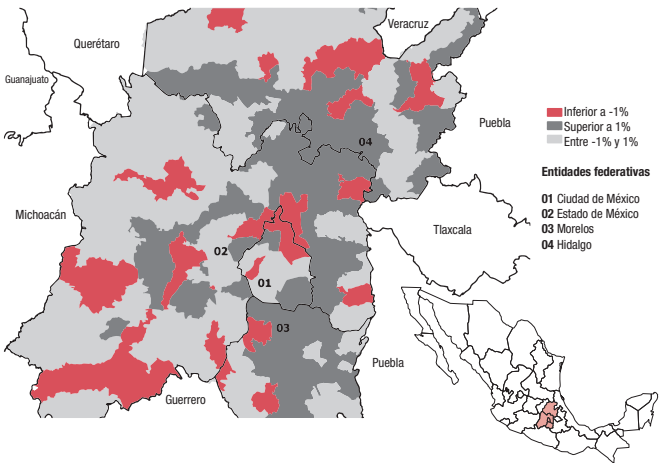 Veracruz
Querétaro
Guanajuato
Puebla
04
Inferior a -1%
Superior a 1%
Entre -1% y 1%
Entidades federativas
01 Ciudad de México
02 Estado de México
03 Morelos
04 Hidalgo
Michoacán
Tlaxcala
02
01
03
Puebla
Guerrero